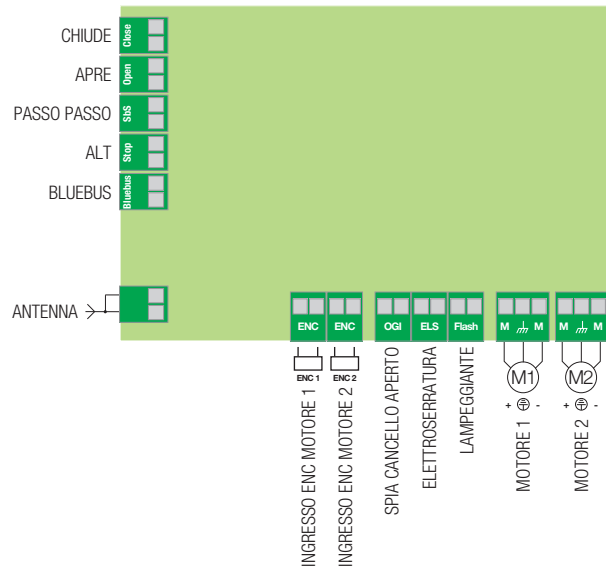 CHIUDE Close
APRE Open
PASSO PASSO SbS
ALT Stop
BLUEBUS Bluebus
ANTENNA
ENC ENC OGI ELS Flash M M M M
ENC 1 ENC 2 M1 M2
+ - + -
INGRESSO ENC MOTORE 1
INGRESSO ENC MOTORE 2
SPIA CANCELLO APERTO
ELETTROSERRATURA
LAMPEGGIANTE
MOTORE 1
MOTORE 2